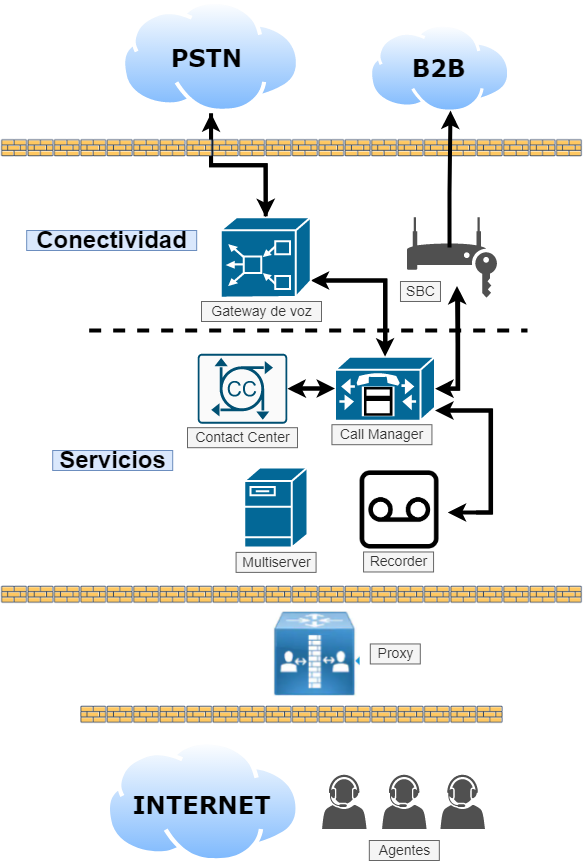 PSTN
B2B
Conectividad
SBC
Gateway de voz
CC
Contact Center
Call Manager
Servicios
Multiserver
Recorder
Proxy
INTERNET
Agentes